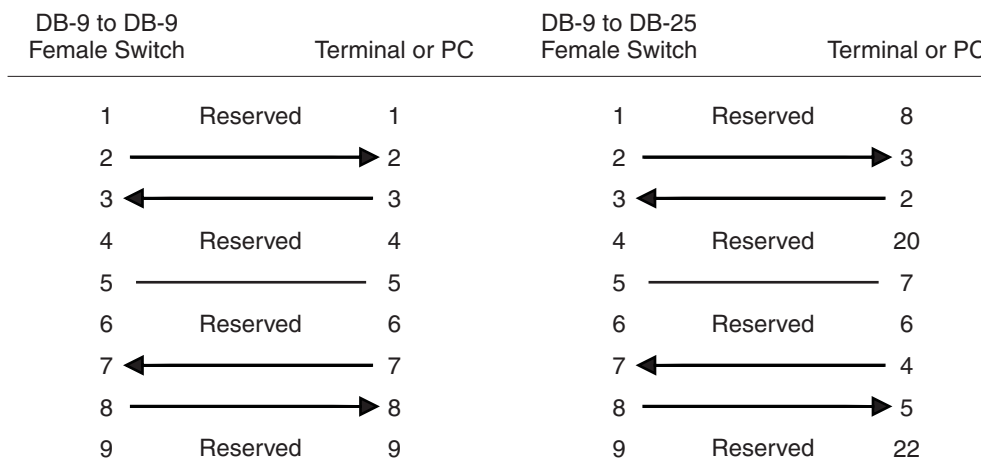 DB-9 to DB-9 DB-9 to DB-25
Female Switch Terminal or PC Female Switch Terminal or PC
1 Reserved 1 1 Reserved 8
2 2 2 3
3 3 3 2
4 Reserved 4 4 Reserved 20
5 5 5 7
6 Reserved 6 6 Reserved 6
7 7 7 4
8 8 8 5
9 Reserved 9 9 Reserved 22